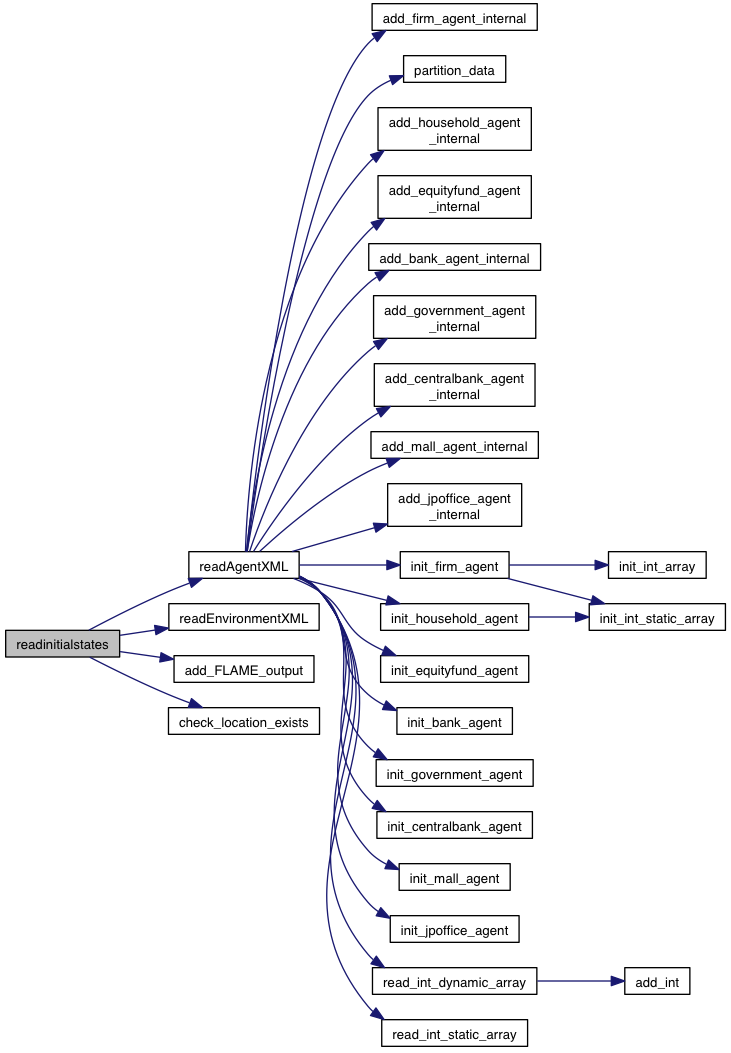 add_firm_agent_internal
partition_data
add_household_agent
_internal
add_equityfund_agent
_internal
add_bank_agent_internal
add_government_agent
_internal
add_centralbank_agent
_internal
add_mall_agent_internal
add_jpoffice_agent
_internal
readAgentXML
init_firm_agent
init_int_array
readEnvironmentXML
init_household_agent
init_int_static_array
readinitialstates
add_FLAME_output
init_equityfund_agent
check_location_exists
init_bank_agent
init_government_agent
init_centralbank_agent
init_mall_agent
init_jpoffice_agent
read_int_dynamic_array
add_int
read_int_static_array